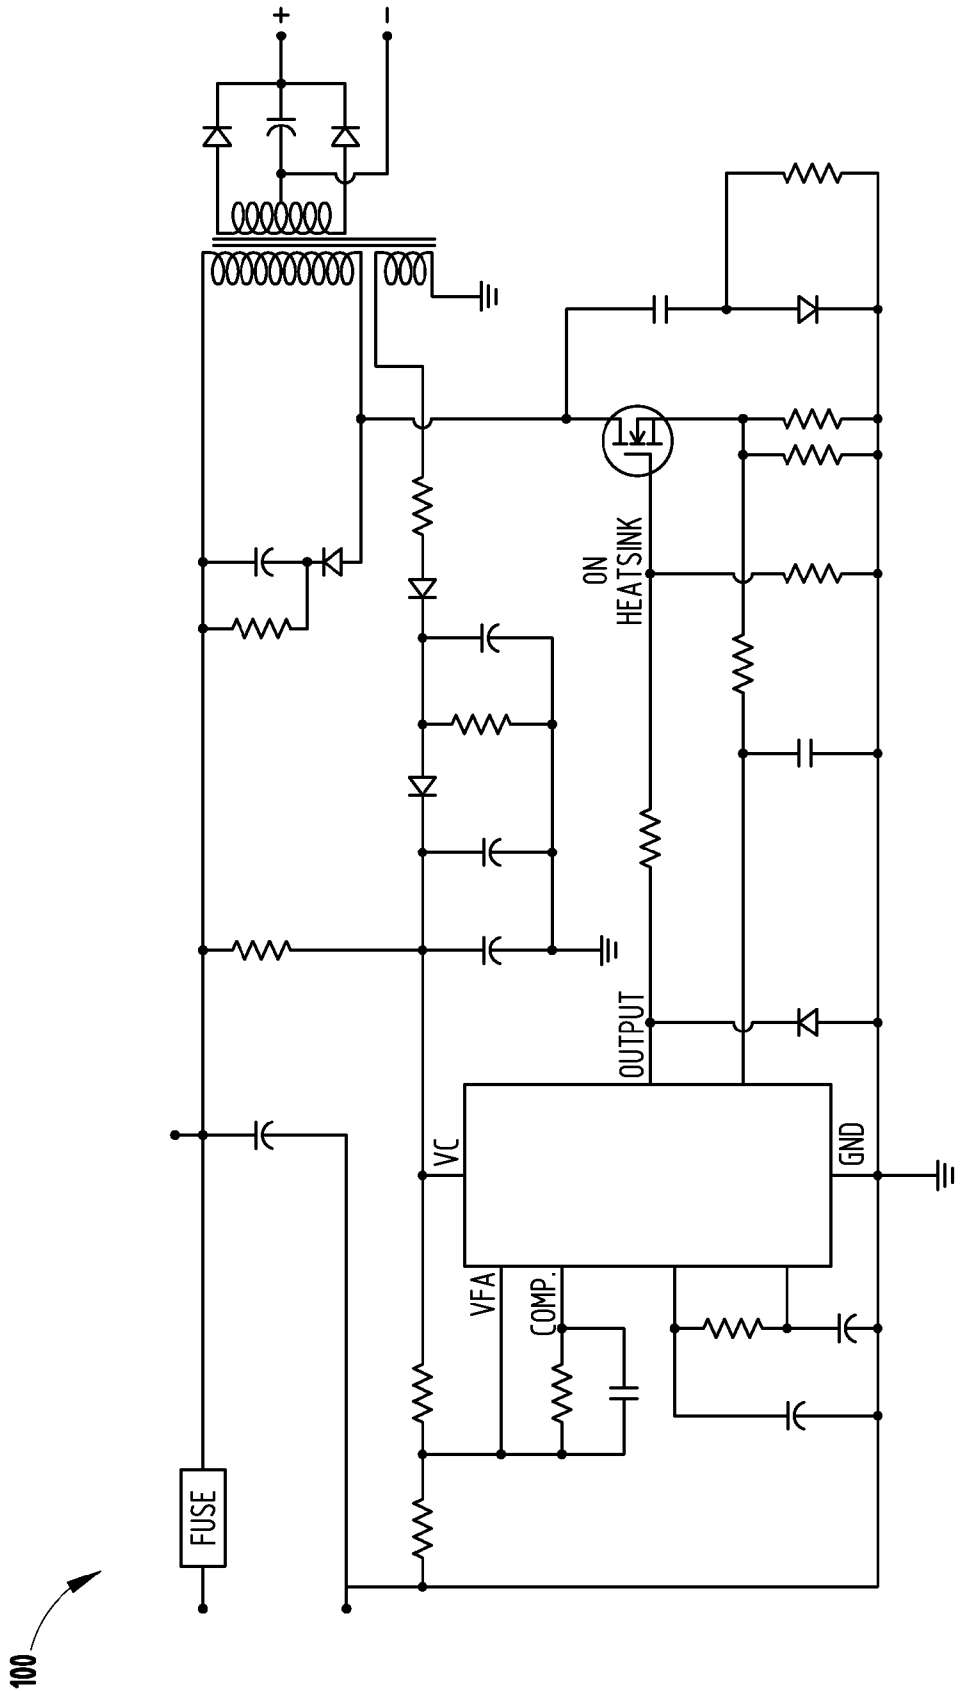 100
FUSE
VFA
COMP.
VC
GND
OUTPUT
ON
HEATSINK
+
−